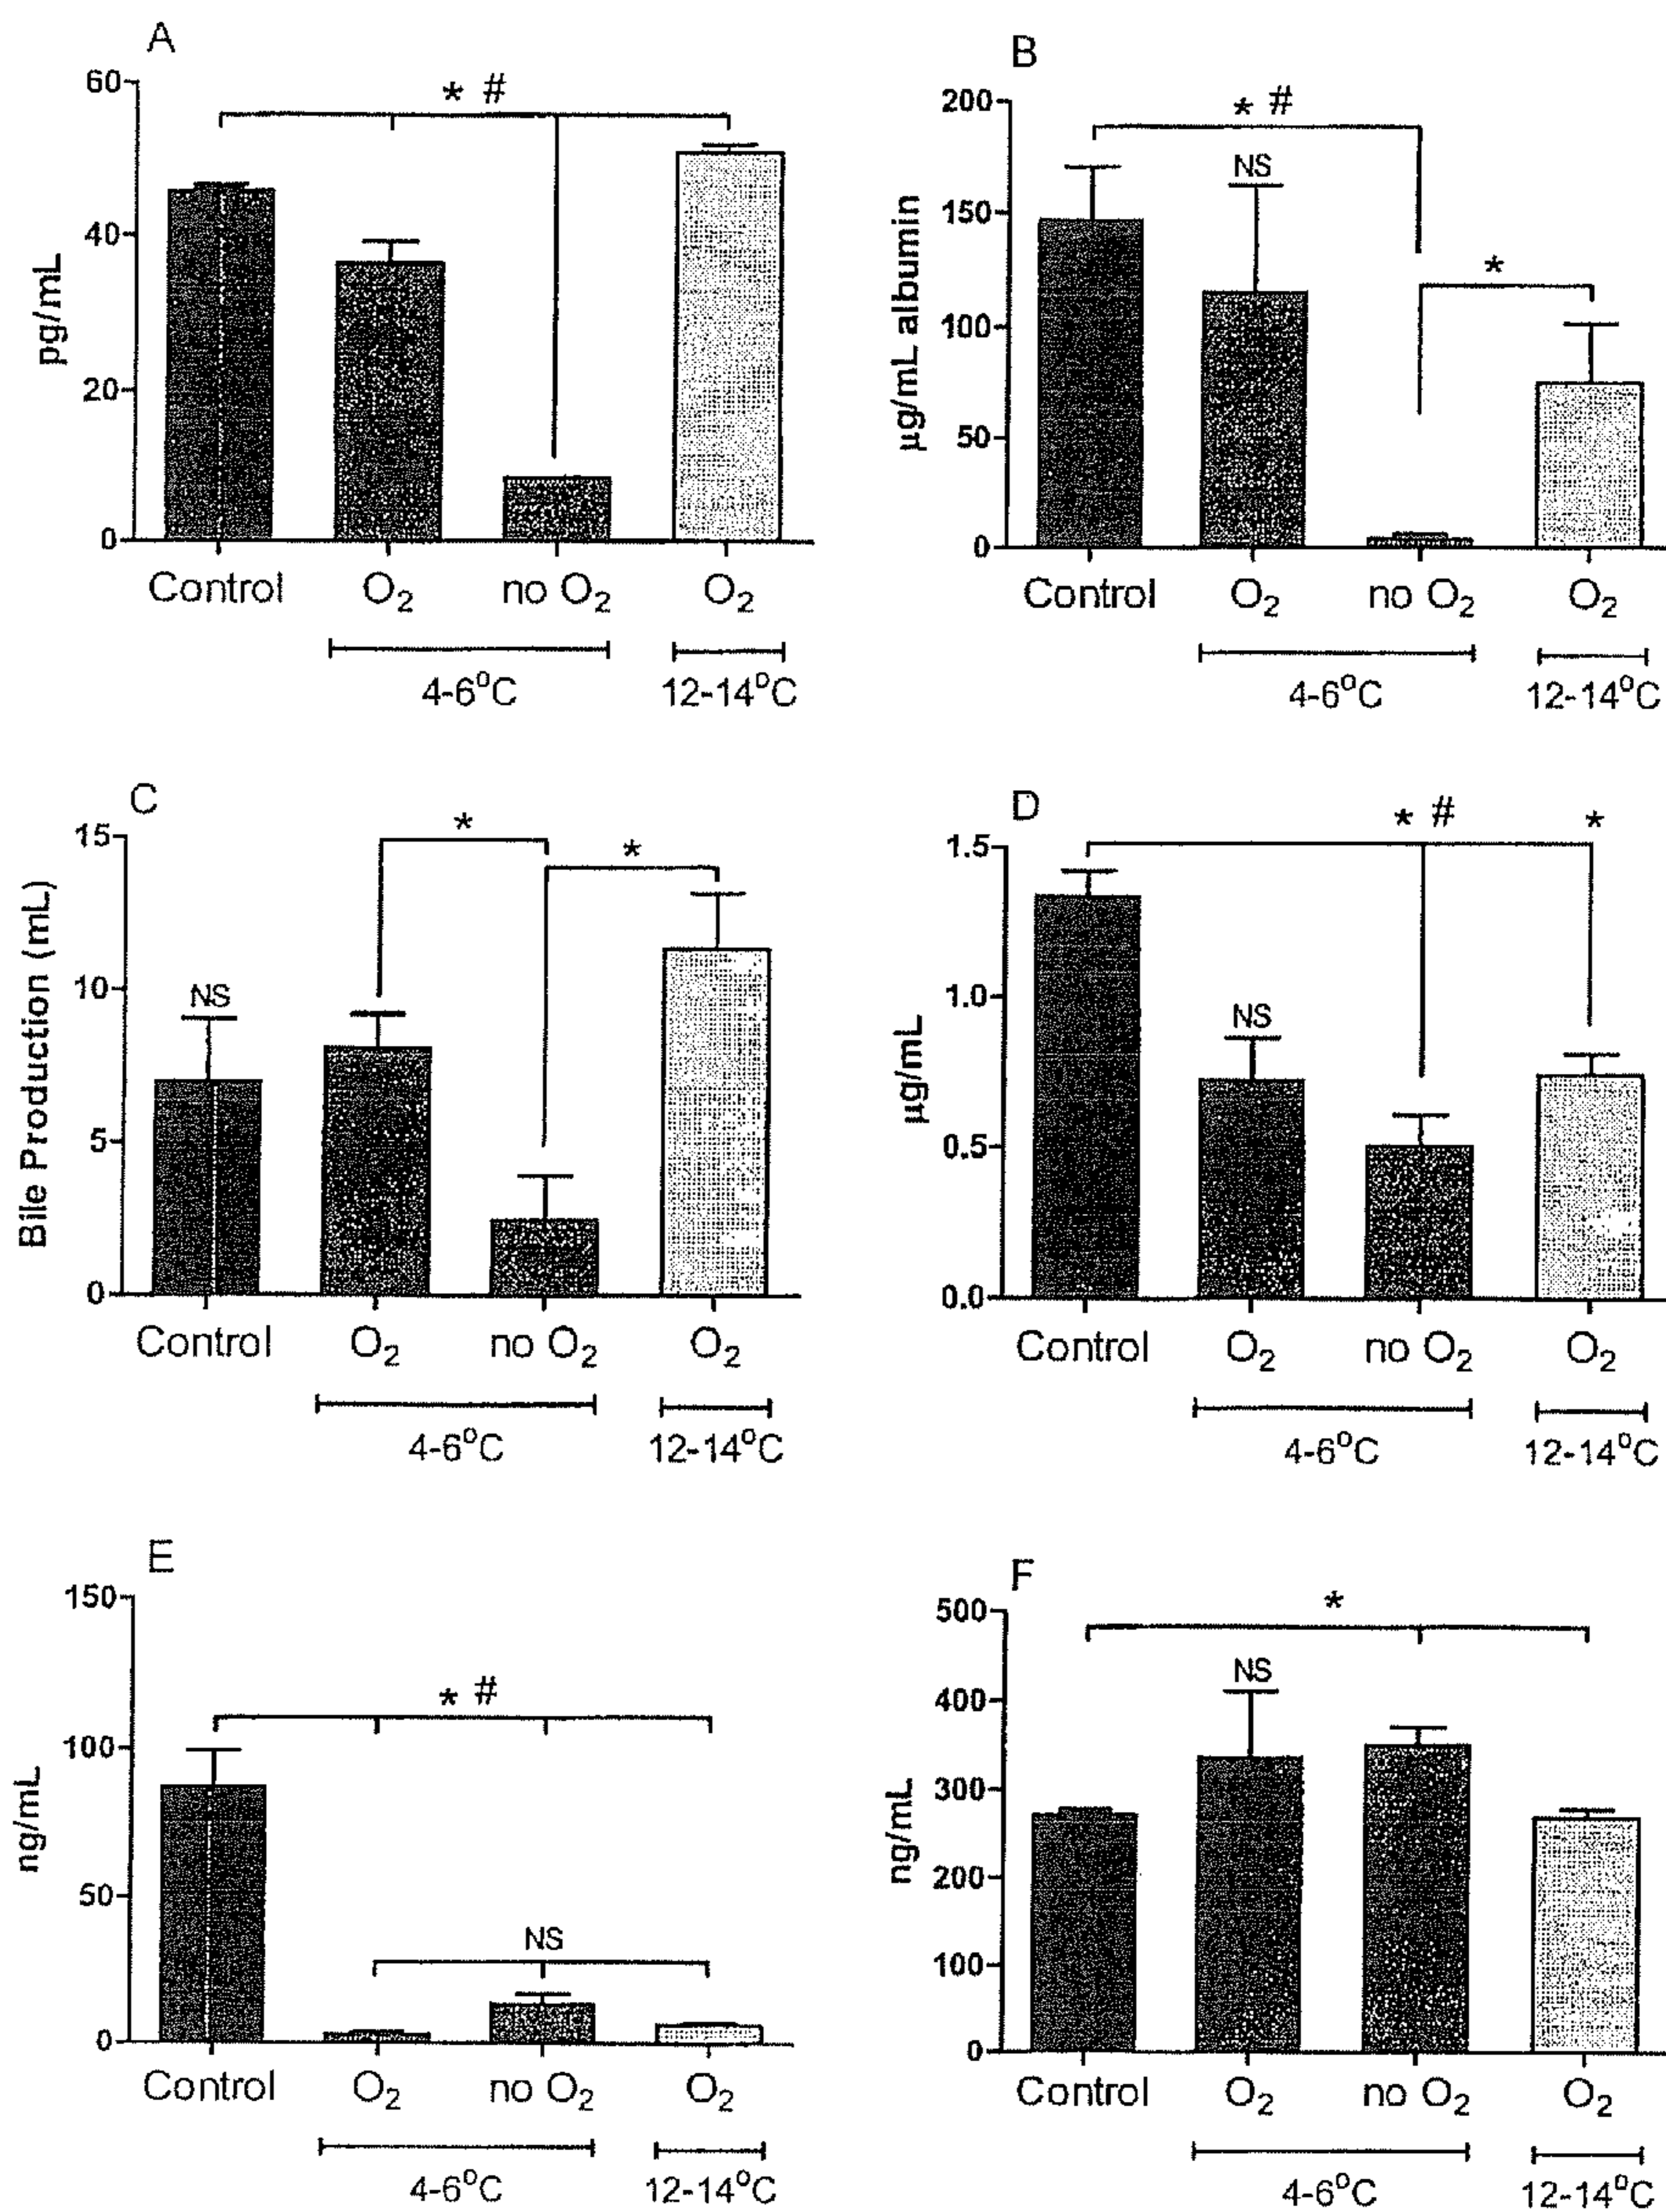 A
60
* #
40
pg/mL
20
0
Control O₂ no O₂ O₂
4-6°C 12-14°C
B
200
* #
NS
150
*
µg/mL albumin
100
50
0
Control O₂ no O₂ O₂
4-6°C 12-14°C
C
15
*
*
10
NS
Bile Production (mL)
5
0
Control O₂ no O₂ O₂
4-6°C 12-14°C
D
* # *
1.5
1.0
NS
µg/mL
0.5
0.0
Control O₂ no O₂ O₂
4-6°C 12-14°C
E
150
* #
100
ng/mL
50
NS
0
Control O₂ no O₂ O₂
4-6°C 12-14°C
F
500
*
NS
400
300
ng/mL
200
100
0
Control O₂ no O₂ O₂
4-6°C 12-14°C